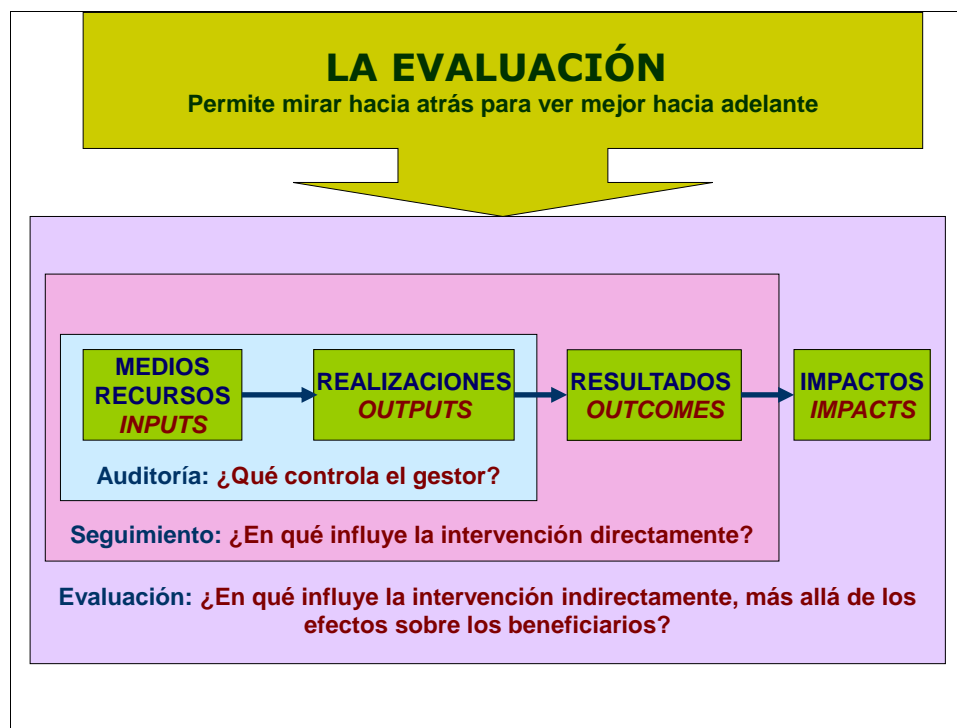 LA EVALUACIÓN
Permite mirar hacia atrás para ver mejor hacia adelante
MEDIOS
RECURSOS
INPUTS
REALIZACIONES
OUTPUTS
RESULTADOS
OUTCOMES
IMPACTOS
IMPACTS
Auditoría: ¿Qué controla el gestor?
Seguimiento: ¿En qué influye la intervención directamente?
Evaluación: ¿En qué influye la intervención indirectamente, más allá de los
efectos sobre los beneficiarios?